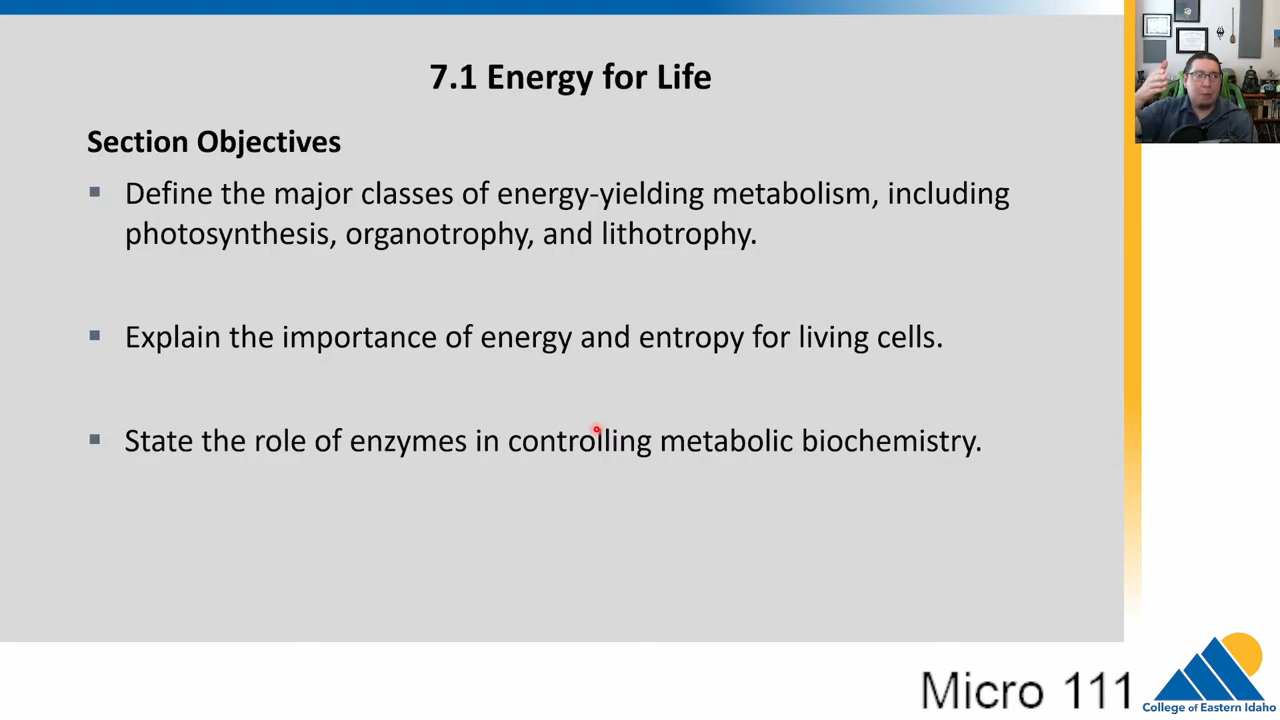 7.1 Energy for Life
Section Objectives
▪ Define the major classes of energy-yielding metabolism, including
photosynthesis, organotrophy, and lithotrophy.
▪ Explain the importance of energy and entropy for living cells.
▪ State the role of enzymes in controlling metabolic biochemistry.
Micro 111
College of Eastern Idaho